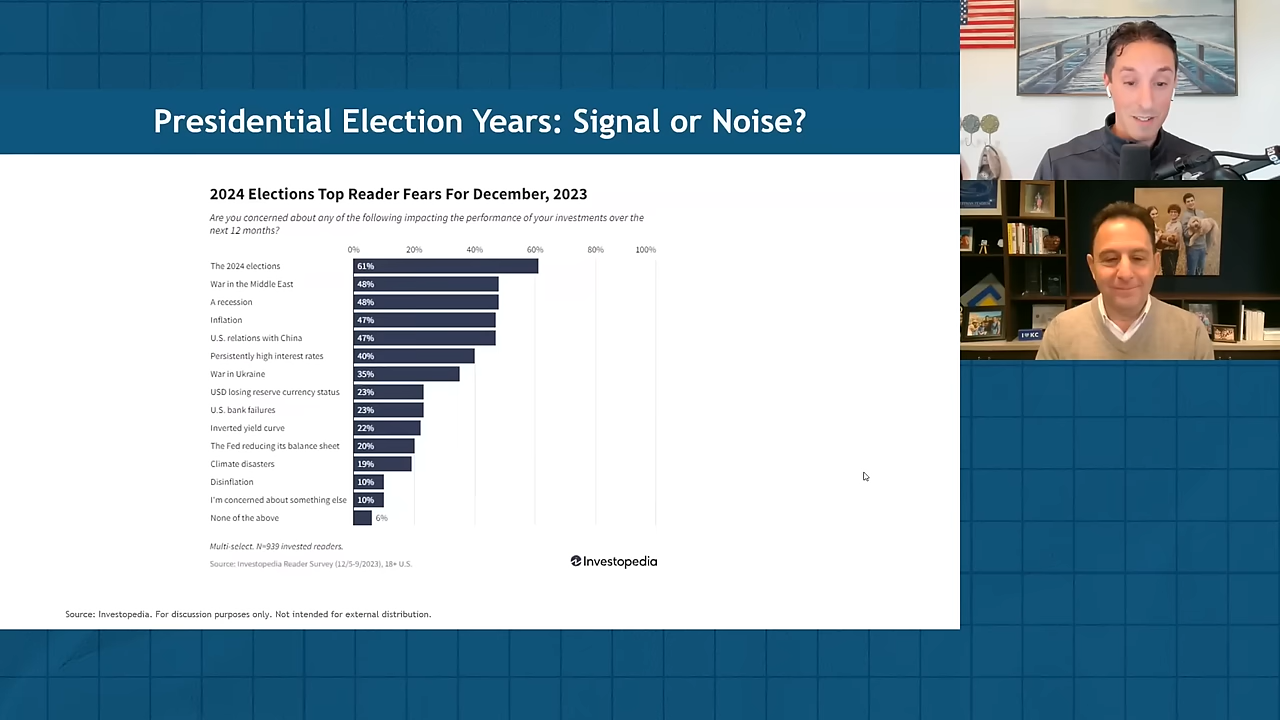 Presidential Election Years: Signal or Noise?
2024 Elections Top Reader Fears For December, 2023
Are you concerned about any of the following impacting the performance of your investments over the
next 12 months?
0% 20% 40% 60% 80% 100%
The 2024 elections 61%
War in the Middle East 48%
A recession 48%
Inflation 47%
U.S. relations with China 47%
Persistently high interest rates 40%
War in Ukraine 35%
USD losing reserve currency status 23%
U.S. bank failures 23%
Inverted yield curve 22%
The Fed reducing its balance sheet 20%
Climate disasters 19%
Disinflation 10%
I'm concerned about something else 10%
None of the above 6%
Multi-select. N=939 invested readers.
Source: Investopedia Reader Survey (12/5-9/2023), 18+ U.S.
Investopedia
Source: Investopedia. For discussion purposes only. Not intended for external distribution.
I ♥ KC